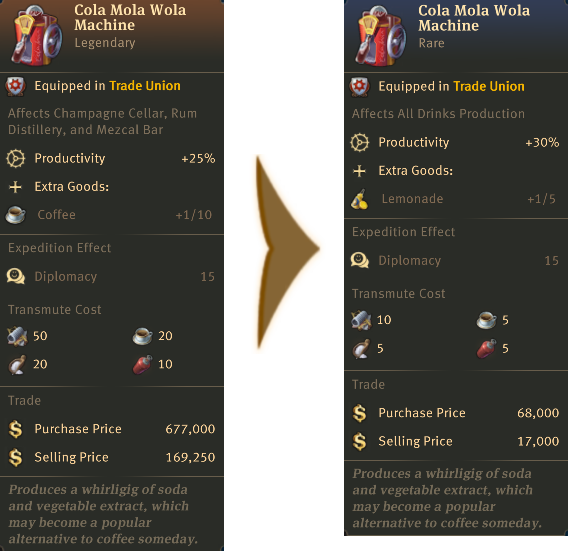 Cola Mola Wola
Machine
Legendary
Equipped in Trade Union
Affects Champagne Cellar, Rum
Distillery, and Mezcal Bar
Productivity +25%
Extra Goods:
Coffee +1/10
Expedition Effect
Diplomacy 15
Transmute Cost
50 20
20 10
Trade
Purchase Price 677,000
Selling Price 169,250
Produces a whirligig of soda
and vegetable extract, which
may become a popular
alternative to coffee someday.
Cola Mola Wola
Machine
Rare
Equipped in Trade Union
Affects All Drinks Production
Productivity +30%
Extra Goods:
Lemonade +1/5
Expedition Effect
Diplomacy 15
Transmute Cost
10 5
5 5
Trade
Purchase Price 68,000
Selling Price 17,000
Produces a whirligig of soda
and vegetable extract, which
may become a popular
alternative to coffee someday.